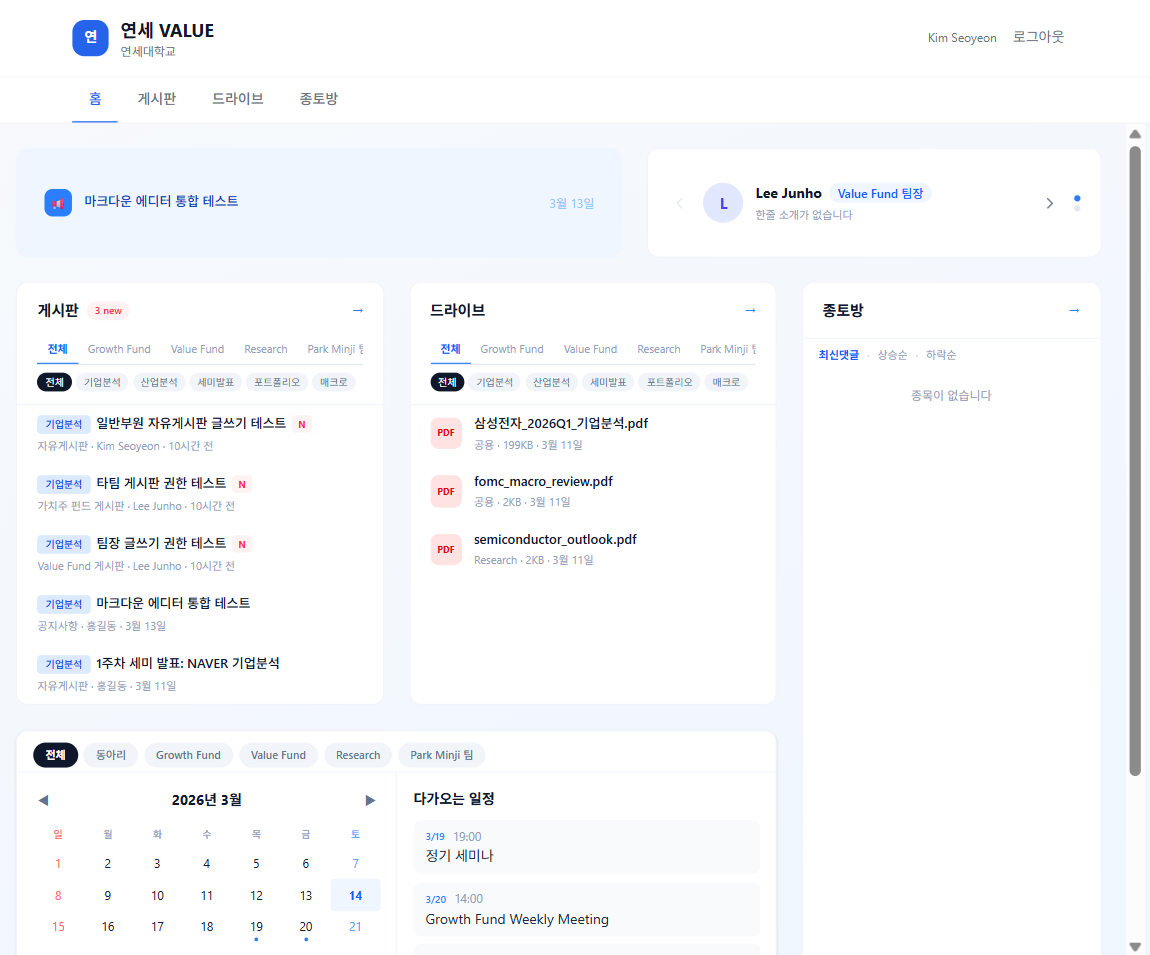 연
연세 VALUE
연세대학교
Kim Seoyeon 로그아웃
홈 게시판 드라이브 종토방
마크다운 에디터 통합 테스트 3월 13일
L
Lee Junho Value Fund 팀장
한줄 소개가 없습니다
게시판 3 new →
전체 Growth Fund Value Fund Research Park Minji 팀
전체 기업분석 산업분석 세미발표 포트폴리오 매크로
기업분석 일반부원 자유게시판 글쓰기 테스트 N
자유게시판 · Kim Seoyeon · 10시간 전
기업분석 타팀 게시판 권한 테스트 N
가치주 펀드 게시판 · Lee Junho · 10시간 전
기업분석 팀장 글쓰기 권한 테스트 N
Value Fund 게시판 · Lee Junho · 10시간 전
기업분석 마크다운 에디터 통합 테스트
공지사항 · 홍길동 · 3월 13일
기업분석 1주차 세미 발표: NAVER 기업분석
자유게시판 · 홍길동 · 3월 11일
드라이브 →
전체 Growth Fund Value Fund Research Park Minji 팀
전체 기업분석 산업분석 세미발표 포트폴리오 매크로
PDF 삼성전자_2026Q1_기업분석.pdf
공용 · 199KB · 3월 11일
PDF fomc_macro_review.pdf
공용 · 2KB · 3월 11일
PDF semiconductor_outlook.pdf
Research · 2KB · 3월 11일
종토방 →
최신댓글 · 상승순 · 하락순
종목이 없습니다
전체 동아리 Growth Fund Value Fund Research Park Minji 팀
◀ 2026년 3월 ▶
일 월 화 수 목 금 토
1 2 3 4 5 6 7
8 9 10 11 12 13 14
15 16 17 18 19 20 21
다가오는 일정
3/19 19:00
정기 세미나
3/20 14:00
Growth Fund Weekly Meeting